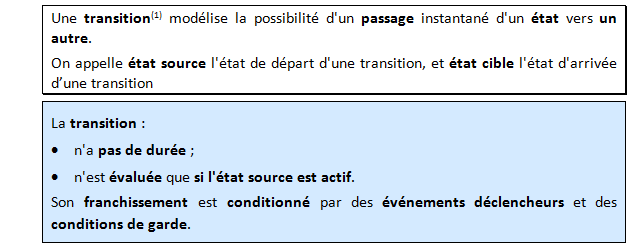 Une transition(1) modélise la possibilité d'un passage instantané d'un état vers un
autre.
On appelle état source l'état de départ d'une transition, et état cible l'état d'arrivée
d’une transition
La transition :
• n'a pas de durée ;
• n'est évaluée que si l'état source est actif.
Son franchissement est conditionné par des événements déclencheurs et des
conditions de garde.